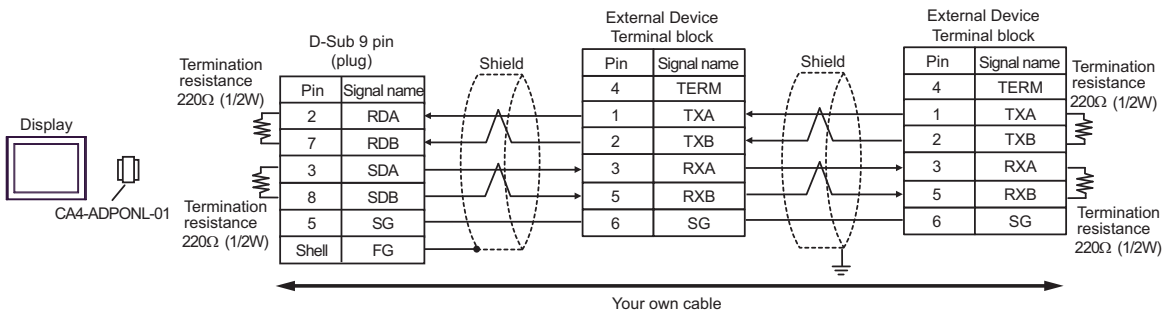 Display
CA4-ADPONL-01
Termination
resistance
220Ω (1/2W)
Termination
resistance
220Ω (1/2W)
D-Sub 9 pin
(plug)
Pin Signal name
2 RDA
7 RDB
3 SDA
8 SDB
5 SG
Shell FG
Shield
External Device
Terminal block
Pin Signal name
4 TERM
1 TXA
2 TXB
3 RXA
5 RXB
6 SG
Shield
External Device
Terminal block
Pin Signal name
4 TERM
1 TXA
2 TXB
3 RXA
5 RXB
6 SG
Termination
resistance
220Ω (1/2W)
Termination
resistance
220Ω (1/2W)
Your own cable